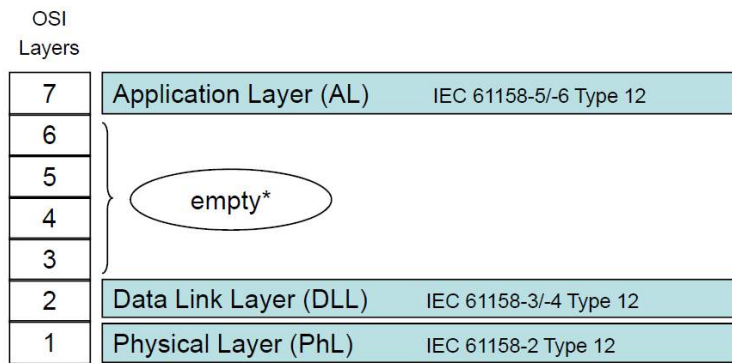 OSI
Layers
7 Application Layer (AL) IEC 61158-5/-6 Type 12
6
5
empty*
4
3
2 Data Link Layer (DLL) IEC 61158-3/-4 Type 12
1 Physical Layer (PhL) IEC 61158-2 Type 12